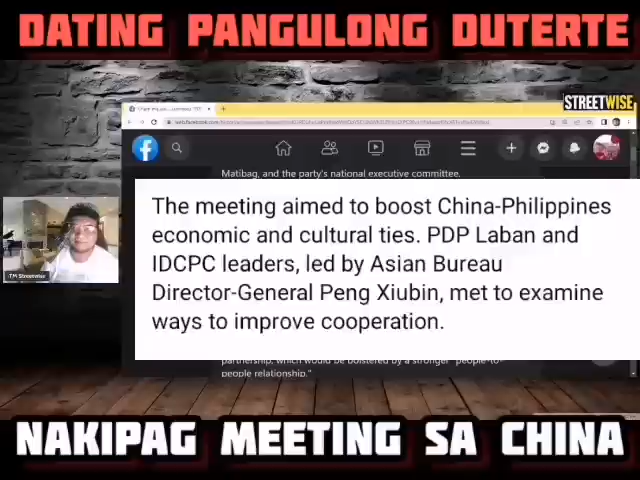 DATING PANGULONG DUTERTE
STREETWISE
Matibag, and the party's national executive committee.
The meeting aimed to boost China-Philippines
economic and cultural ties. PDP Laban and
IDCPC leaders, led by Asian Bureau
Director-General Peng Xiubin, met to examine
ways to improve cooperation.
TM Streetwise
partnership, which would be bolstered by a stronger "people-to-
people relationship."
NAKIPAG MEETING SA CHINA